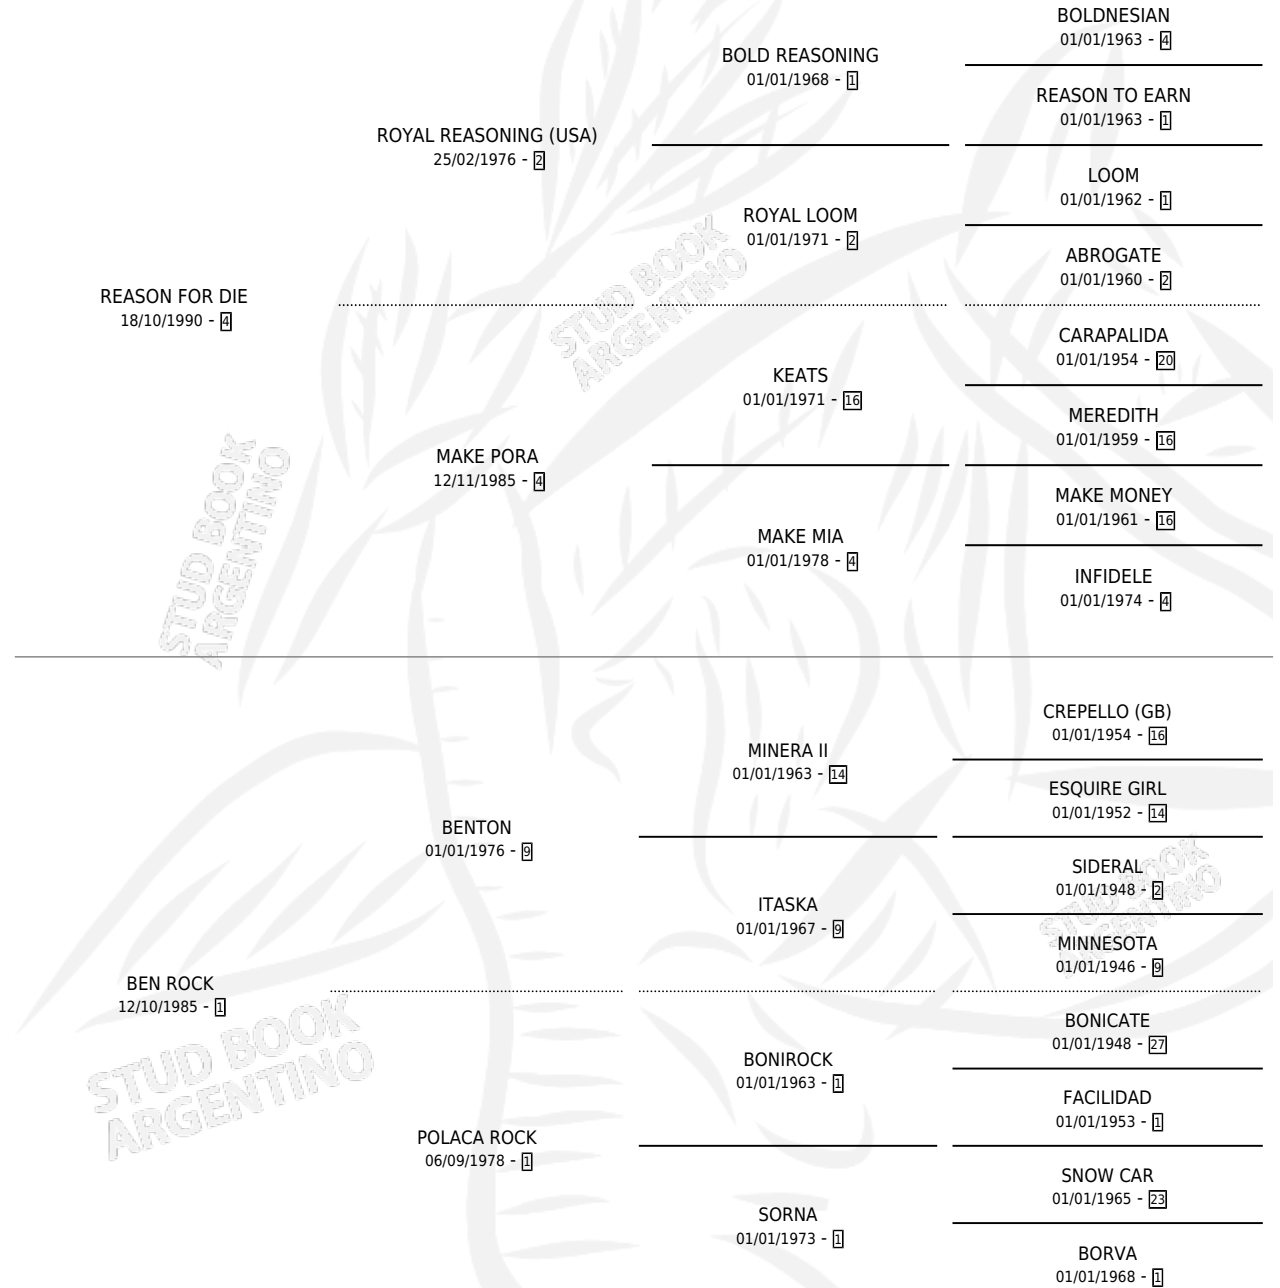 BOLDNESIAN
01/01/1963 - 4
BOLD REASONING
01/01/1968 - 1
REASON TO EARN
01/01/1963 - 1
ROYAL REASONING (USA)
25/02/1976 - 2
LOOM
01/01/1962 - 1
ROYAL LOOM
01/01/1971 - 2
ABROGATE
01/01/1960 - 2
REASON FOR DIE
18/10/1990 - 4
STUD BOOK
ARGENTINO
CARAPALIDA
01/01/1954 - 20
KEATS
01/01/1971 - 16
MEREDITH
01/01/1959 - 16
MAKE PORA
12/11/1985 - 4
MAKE MONEY
01/01/1961 - 16
MAKE MIA
01/01/1978 - 4
INFIDELE
01/01/1974 - 4
STUD BOOK
ARGENTINO
CREPELLO (GB)
01/01/1954 - 16
MINERA II
01/01/1963 - 14
ESQUIRE GIRL
01/01/1952 - 14
BENTON
01/01/1976 - 9
SIDERAL
01/01/1948 - 2
ITASKA
01/01/1967 - 9
MINNESOTA
01/01/1946 - 9
STUD BOOK
ARGENTINO
BEN ROCK
12/10/1985 - 1
BONICATE
01/01/1948 - 27
BONIROCK
01/01/1963 - 1
FACILIDAD
01/01/1953 - 1
STUD BOOK
ARGENTINO
POLACA ROCK
06/09/1978 - 1
SNOW CAR
01/01/1965 - 23
SORNA
01/01/1973 - 1
BORVA
01/01/1968 - 1